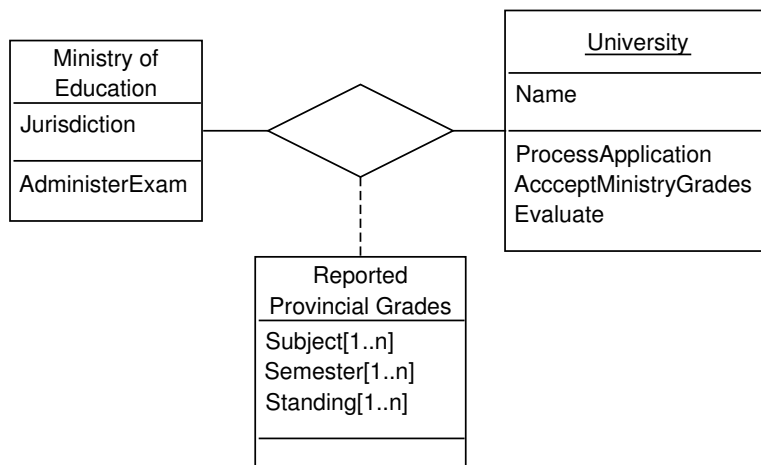 Ministry of
Education
Jurisdiction
AdministerExam
University
Name
ProcessApplication
AccceptMinistryGrades
Evaluate
Reported
Provincial Grades
Subject[1..n]
Semester[1..n]
Standing[1..n]